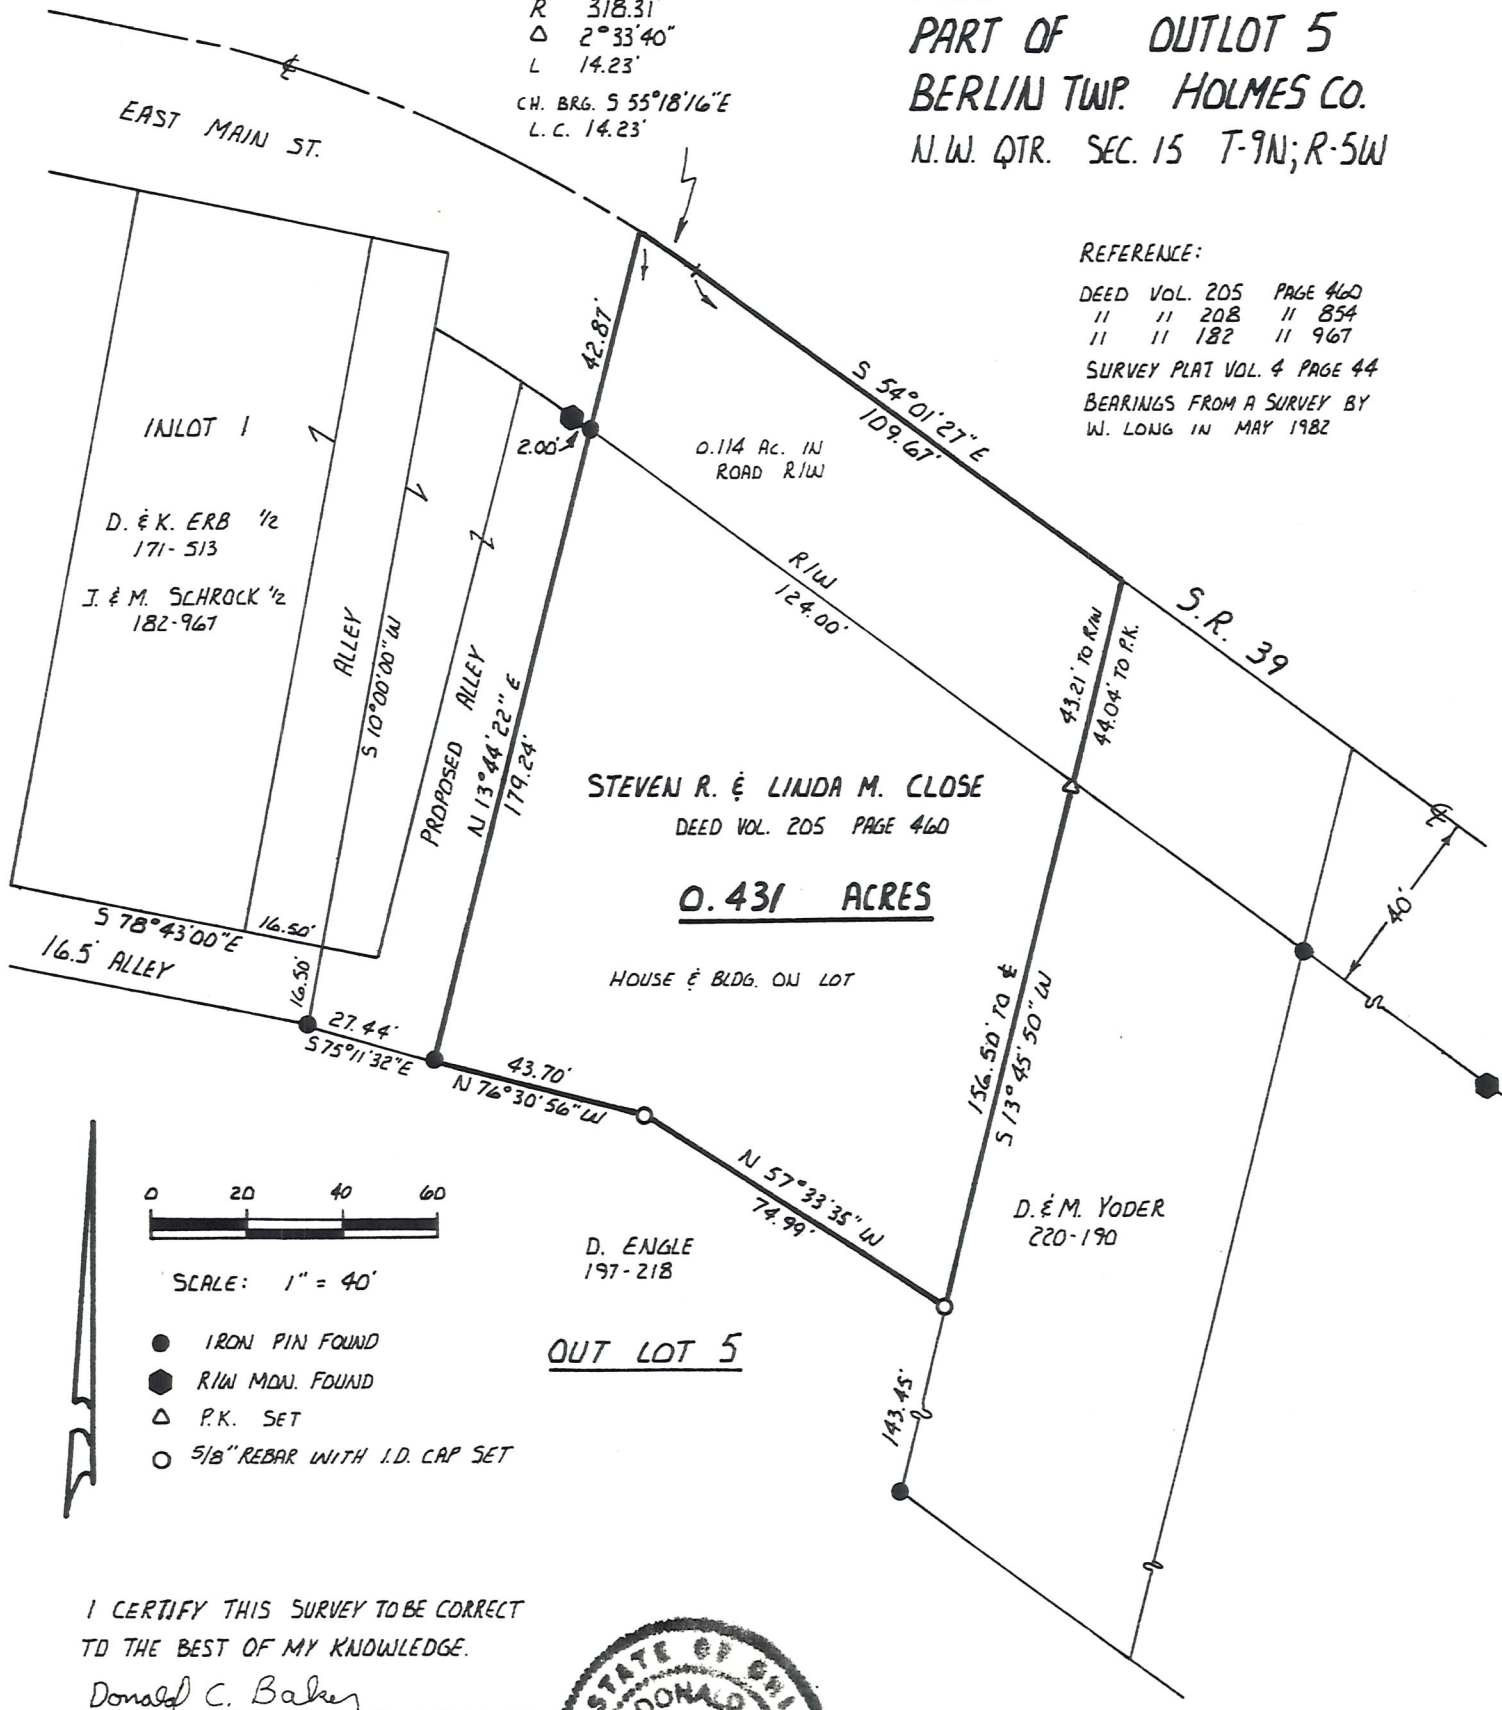 R 318.31'
Δ 2°33'40"
L 14.23'
CH. BRG. S 55°18'16"E
L.C. 14.23'
PART OF OUTLOT 5
BERLIN TWP. HOLMES CO.
N.W. QTR. SEC. 15 T-9N; R-5W
EAST MAIN ST.
REFERENCE:
DEED VOL. 205 PAGE 460
" " 208 " 854
" " 182 " 967
SURVEY PLAT VOL. 4 PAGE 44
BEARINGS FROM A SURVEY BY
W. LONG IN MAY 1982
42.87'
2.00'
S 54°01'27" E
109.67'
0.114 AC. IN
ROAD R/W
R/W
124.00'
S.R. 39
43.21' TO R/W
44.04' TO P.K.
40'
INLOT 1
D. & K. ERB 1/2
171-513
J. & M. SCHROCK 1/2
182-967
ALLEY
S 10°00'00" W
PROPOSED ALLEY
N 13°44'22" E
179.24'
STEVEN R. & LINDA M. CLOSE
DEED VOL. 205 PAGE 460
0.431 ACRES
HOUSE & BLDG. ON LOT
S 78°43'00"E
16.50'
16.5' ALLEY
16.50'
27.44'
S75°11'32"E
43.70'
N 76°30'56" W
156.50' TO ℄
S 13°45'50" W
N 57°33'35" W
74.99'
D. & M. YODER
220-190
D. ENGLE
197-218
OUT LOT 5
143.45'
0 20 40 60
SCALE: 1" = 40'
IRON PIN FOUND
R/W MON. FOUND
P.K. SET
5/8" REBAR WITH I.D. CAP SET
I CERTIFY THIS SURVEY TO BE CORRECT
TO THE BEST OF MY KNOWLEDGE.
Donald C. Baker
STATE OF OHI
DONALD